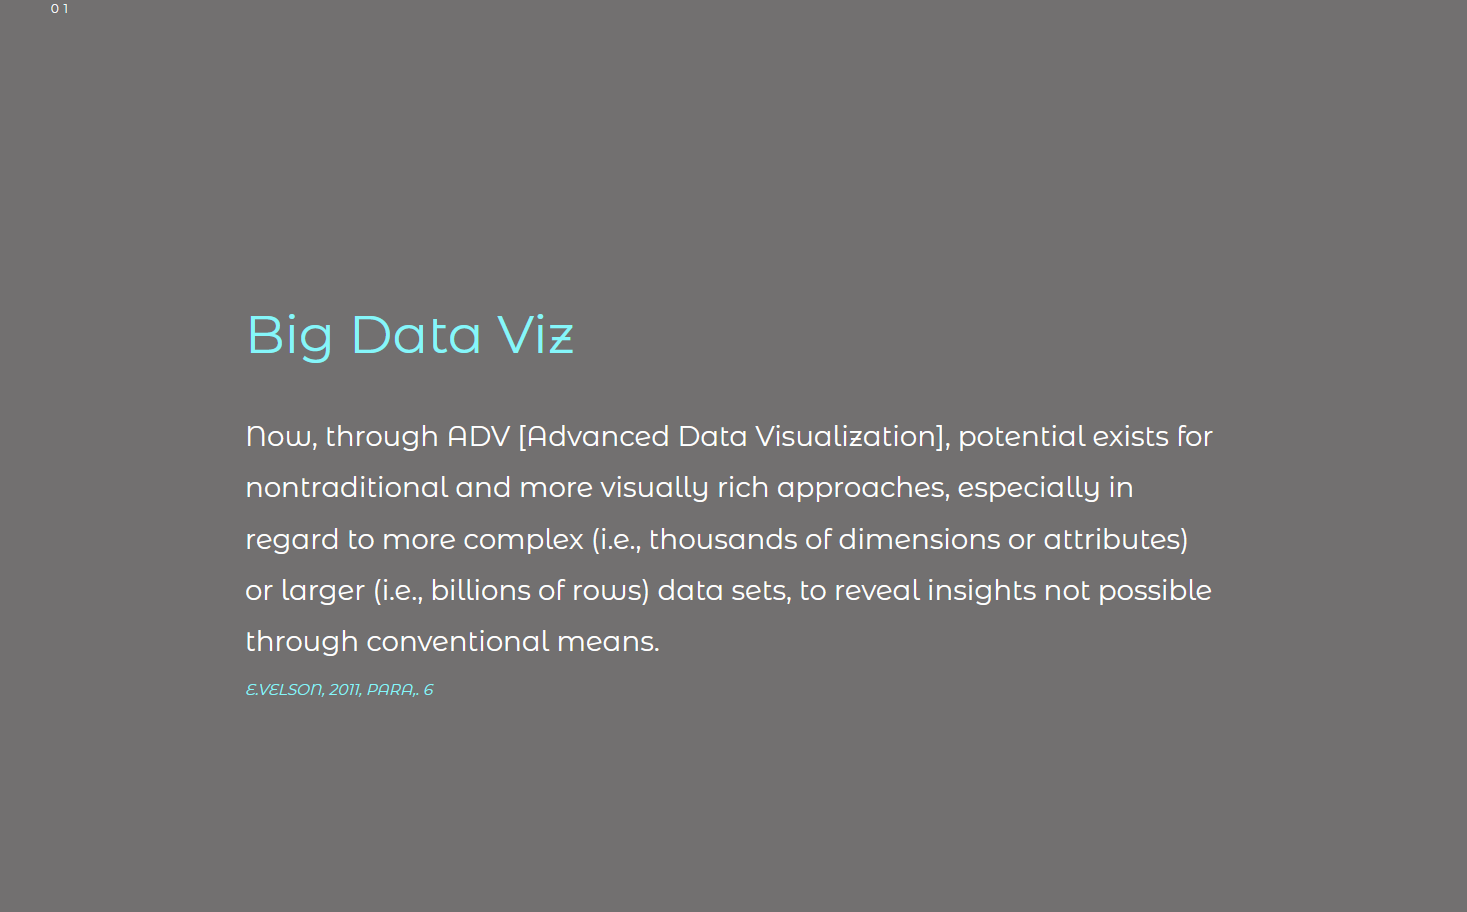 01
Big Data Viz
Now, through ADV [Advanced Data Visualization], potential exists for
nontraditional and more visually rich approaches, especially in
regard to more complex (i.e., thousands of dimensions or attributes)
or larger (i.e., billions of rows) data sets, to reveal insights not possible
through conventional means.
E.VELSON, 2011, PARA,. 6